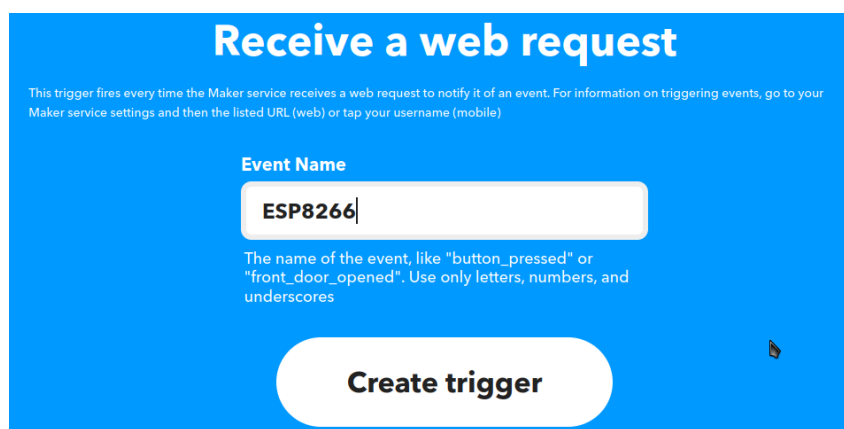 Receive a web request
This trigger fires every time the Maker service receives a web request to notify it of an event. For information on triggering events, go to your
Maker service settings and then the listed URL (web) or tap your username (mobile)
Event Name
ESP8266
The name of the event, like "button_pressed" or
"front_door_opened". Use only letters, numbers, and
underscores
Create trigger